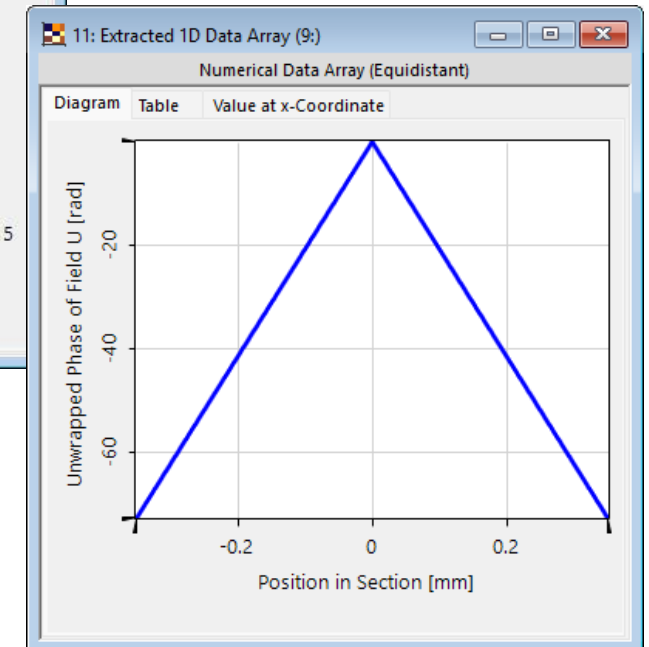 11: Extracted 1D Data Array (9:)
Numerical Data Array (Equidistant)
Diagram Table Value at x-Coordinate
5
Unwrapped Phase of Field U [rad]
-20
-40
-60
-0.2 0 0.2
Position in Section [mm]